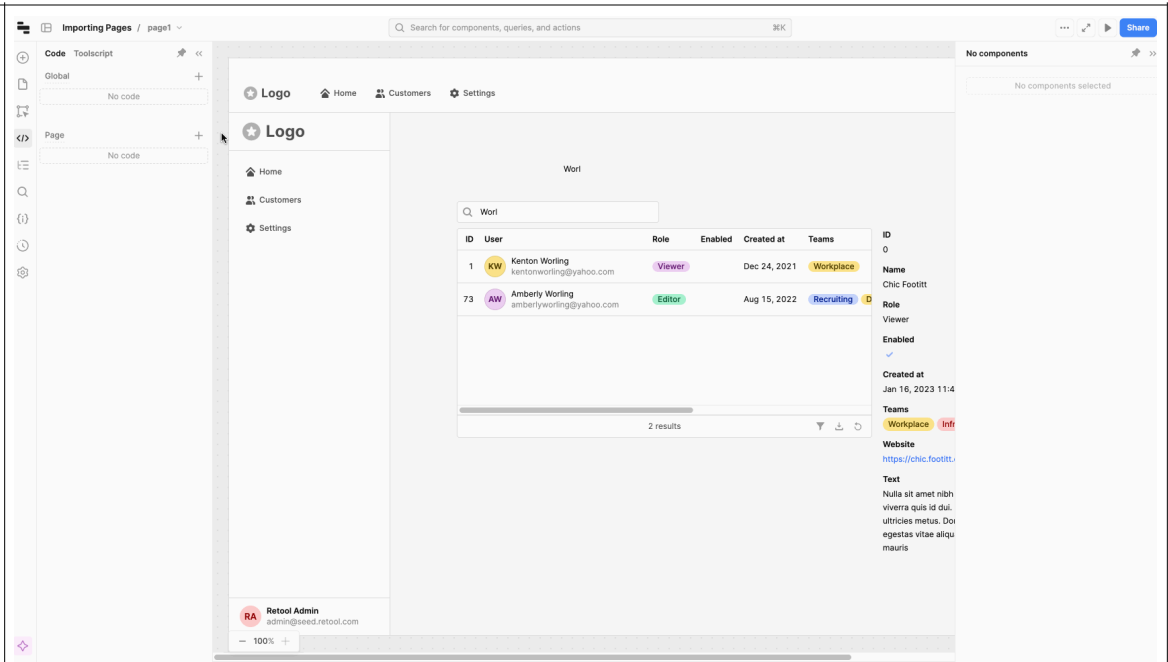 Importing Pages / page1
Search for components, queries, and actions
⌘K
Share
Code Toolscript
Global
No code
Page
No code
No components
No components selected
Logo
Home
Customers
Settings
Logo
Home
Customers
Settings
Worl
Worl
ID User Role Enabled Created at Teams
1 KW Kenton Worling Viewer Dec 24, 2021 Workplace
kentonworling@yahoo.com
73 AW Amberly Worling Editor Aug 15, 2022 Recruiting D
amberlyworling@yahoo.com
2 results
ID
0
Name
Chic Footitt
Role
Viewer
Enabled
Created at
Jan 16, 2023 11:4
Teams
Workplace Infr
Website
https://chic.footitt.
Text
Nulla sit amet nibh
viverra quis id dui.
ultricies metus. Do
egestas vitae aliqu
mauris
RA Retool Admin
admin@seed.retool.com
100%